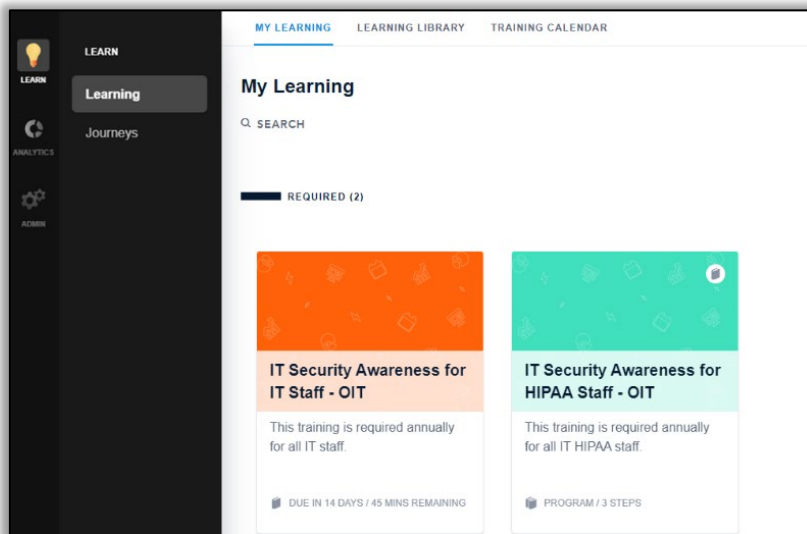 MY LEARNING LEARNING LIBRARY TRAINING CALENDAR
LEARN
LEARN
Learning
Journeys
ANALYTICS
ADMIN
My Learning
SEARCH
REQUIRED (2)
IT Security Awareness for
IT Staff - OIT
This training is required annually
for all IT staff.
DUE IN 14 DAYS / 45 MINS REMAINING
IT Security Awareness for
HIPAA Staff - OIT
This training is required annually
for all IT HIPAA staff.
PROGRAM / 3 STEPS